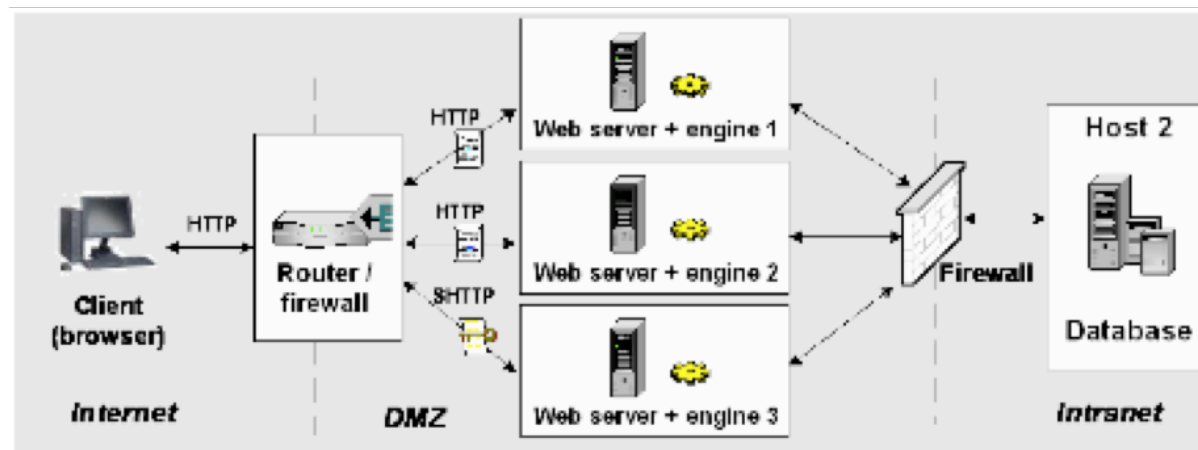 HTTP
Web server + engine 1
Host 2
HTTP
HTTP
Router /
firewall
Web server + engine 2
Firewall
Client
(browser)
SHTTP
Database
Internet
DMZ
Web server + engine 3
Intranet